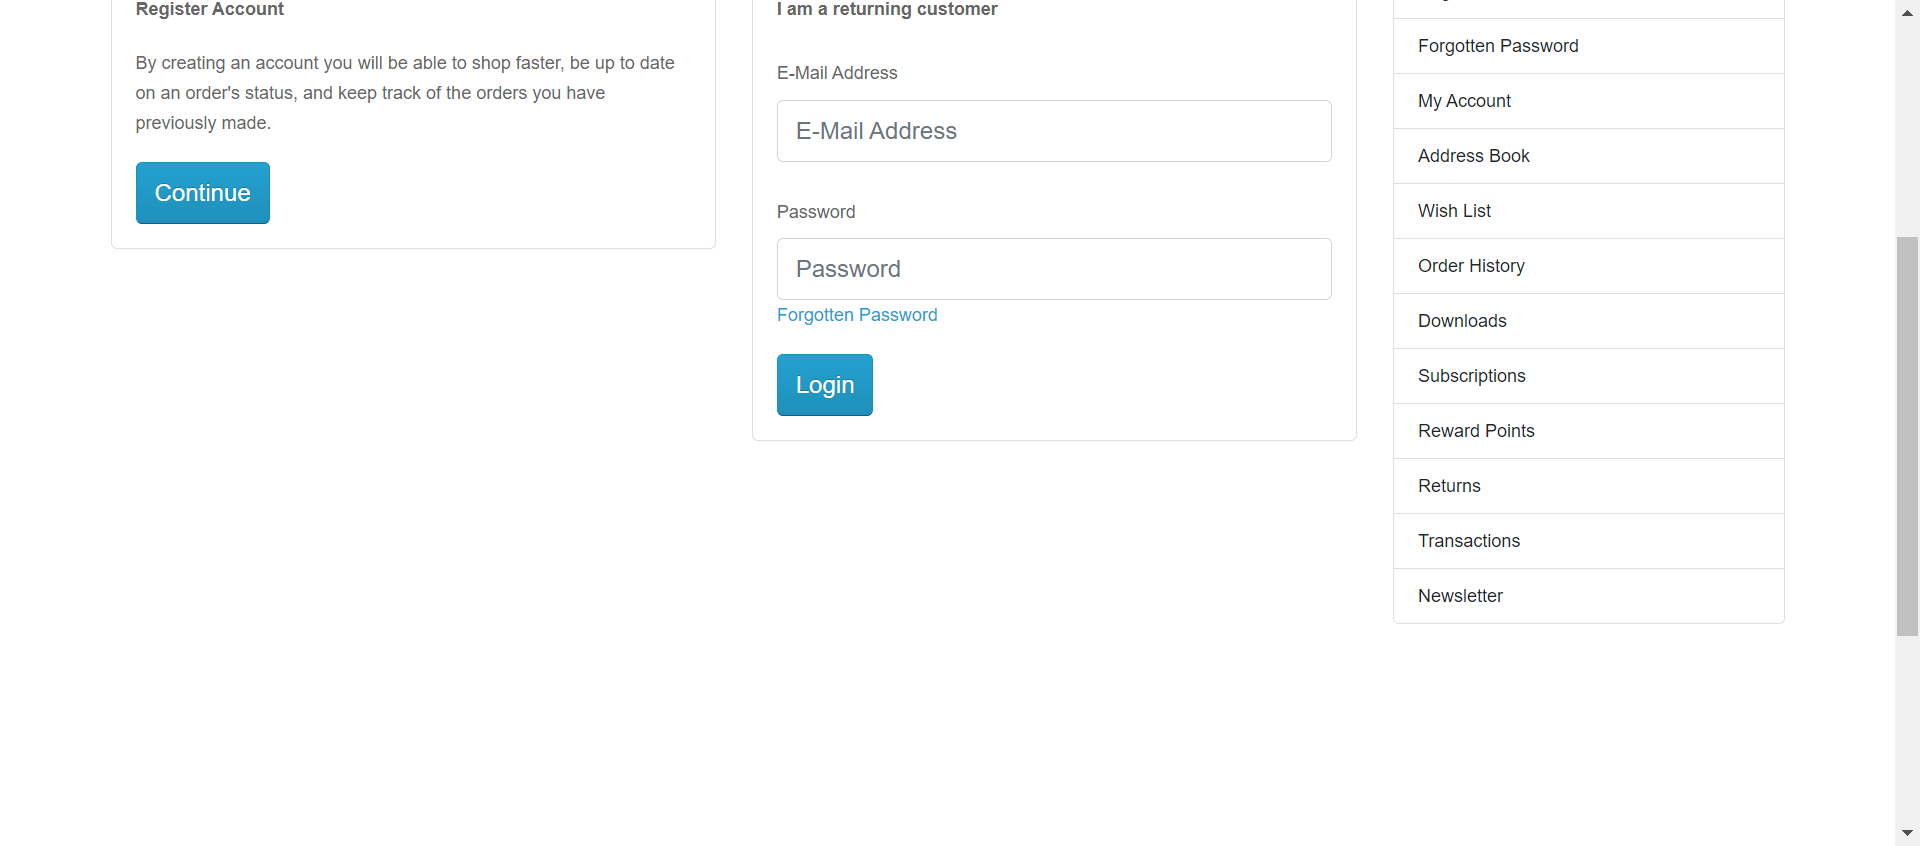 Register Account
By creating an account you will be able to shop faster, be up to date
on an order's status, and keep track of the orders you have
previously made.
Continue
I am a returning customer
E-Mail Address
E-Mail Address
Password
Password
Forgotten Password
Login
Forgotten Password
My Account
Address Book
Wish List
Order History
Downloads
Subscriptions
Reward Points
Returns
Transactions
Newsletter